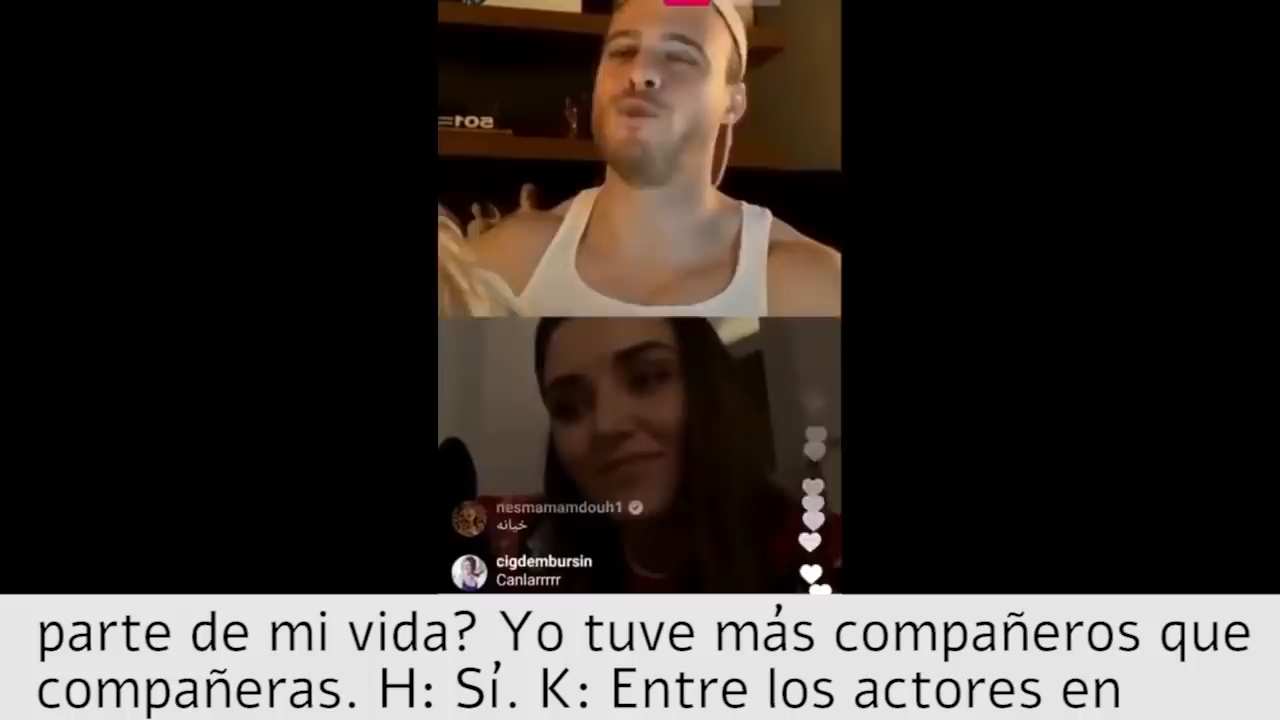 501=
nesmamamdouh1
خيانه
cigdembursin
Canlarrrrr
parte de mi vida? Yo tuve más compañeros que
compañeras. H: Sí. K: Entre los actores en